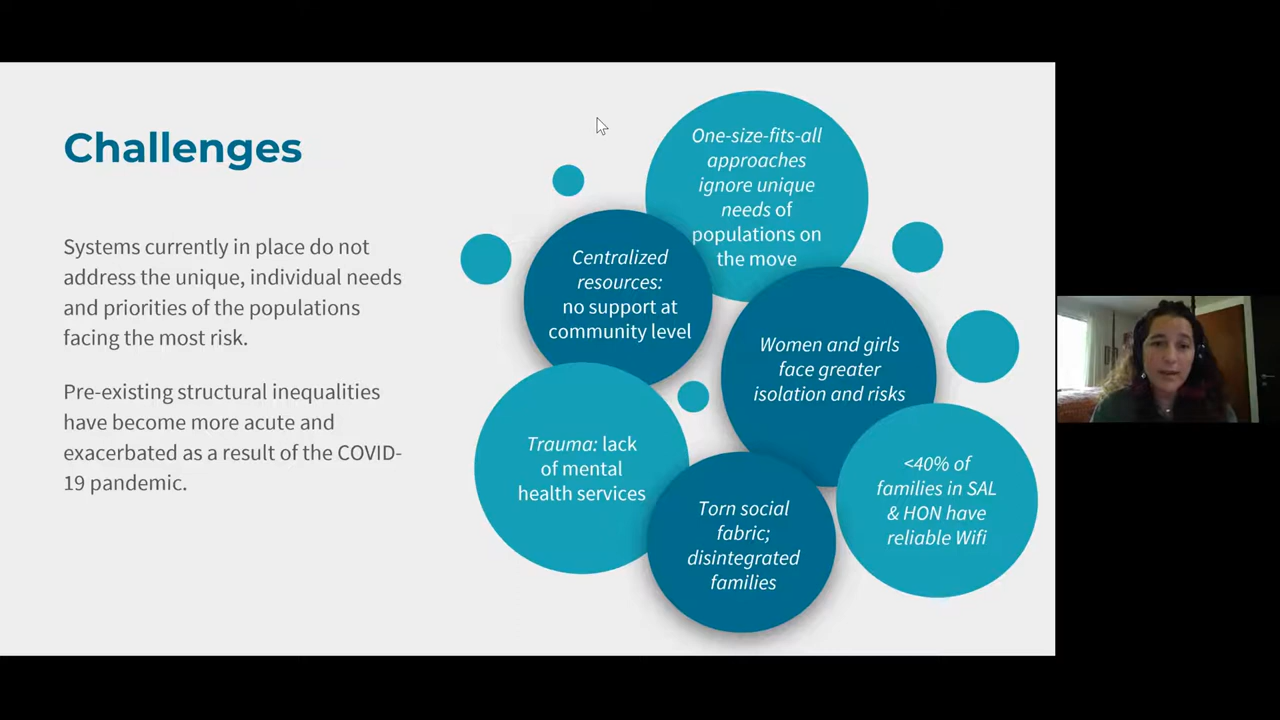 Challenges
Systems currently in place do not
address the unique, individual needs
and priorities of the populations
facing the most risk.
Pre-existing structural inequalities
have become more acute and
exacerbated as a result of the COVID-
19 pandemic.
One-size-fits-all
approaches
ignore unique
needs of
populations on
the move
Centralized
resources:
no support at
community level
Women and girls
face greater
isolation and risks
Trauma: lack
of mental
health services
<40% of
families in SAL
& HON have
reliable Wifi
Torn social
fabric;
disintegrated
families